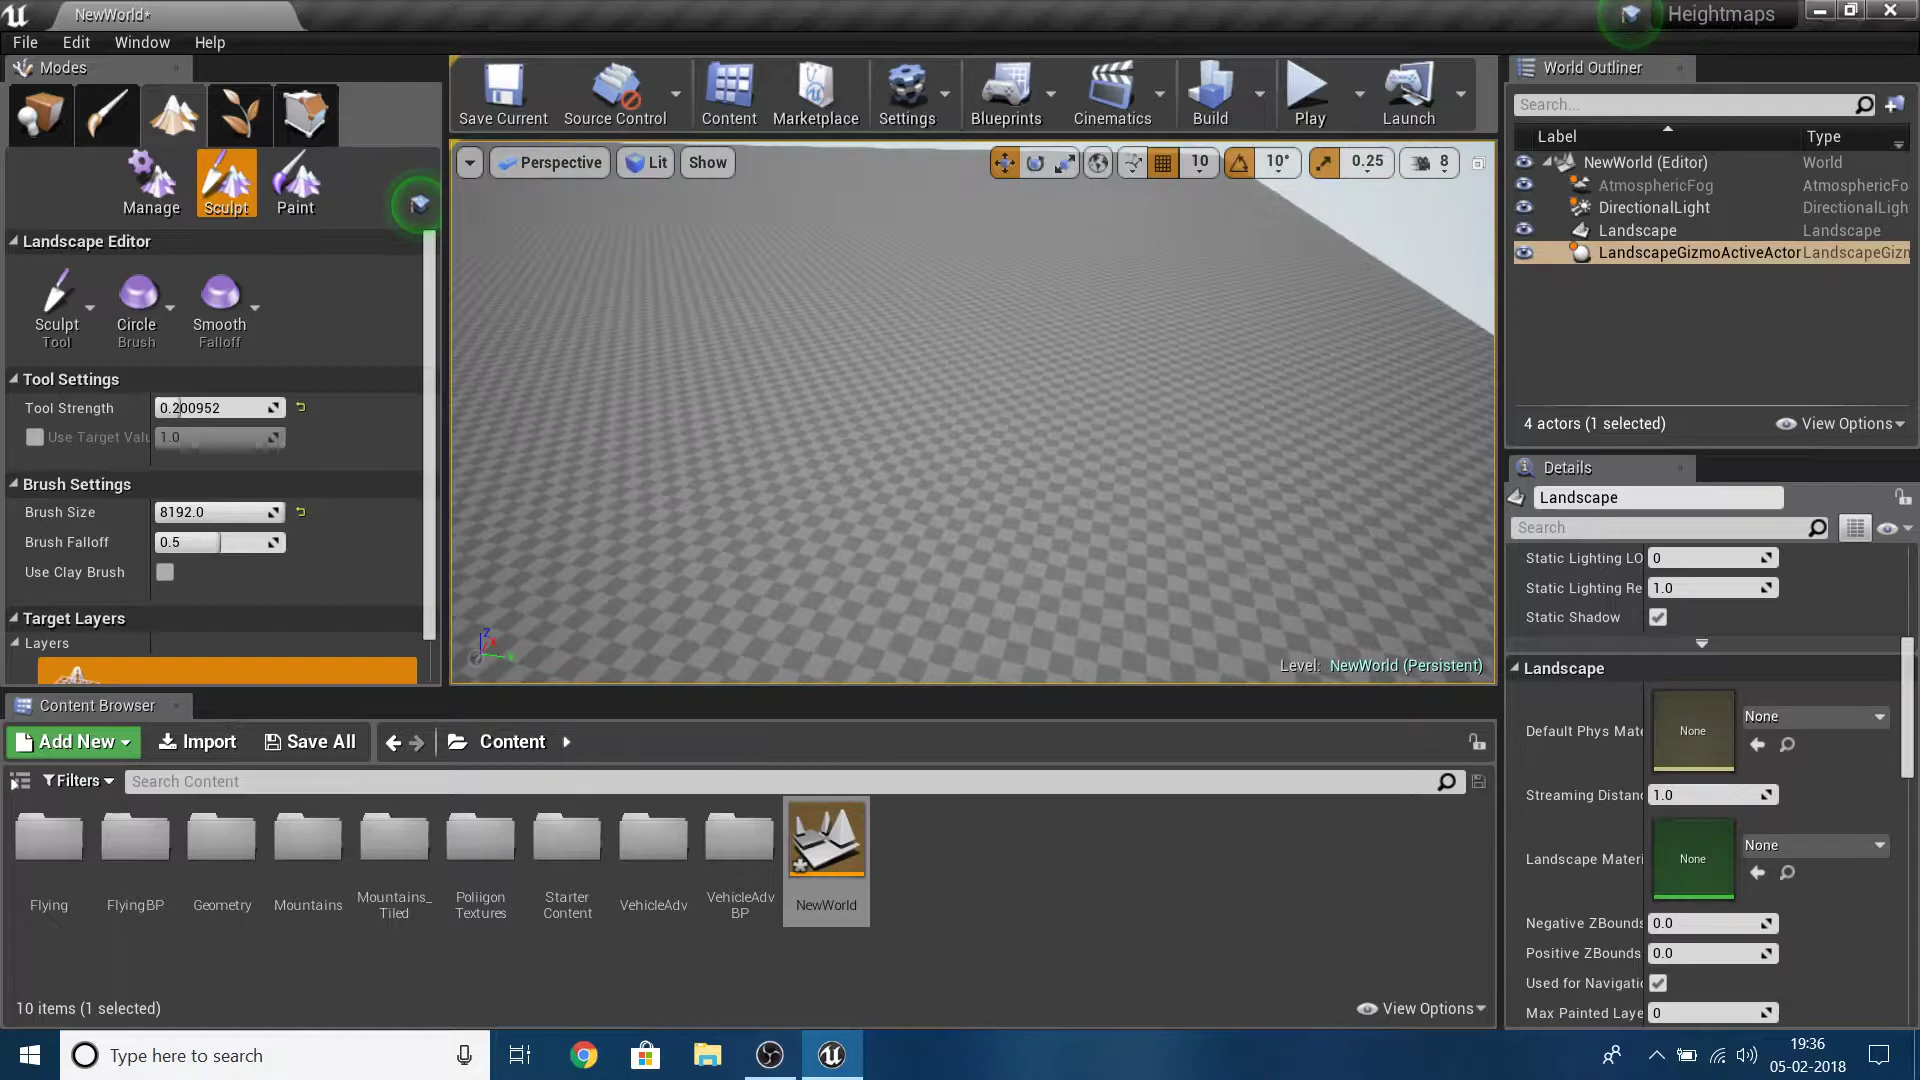 NewWorld*
Heightmaps
File Edit Window Help
Modes
Save Current
Source Control
Content
Marketplace
Settings
Blueprints
Cinematics
Build
Play
Launch
Manage
Sculpt
Paint
Landscape Editor
Sculpt
Tool
Circle
Brush
Smooth
Falloff
Tool Settings
Tool Strength 0.200952
Use Target Valu 1.0
Brush Settings
Brush Size 8192.0
Brush Falloff 0.5
Use Clay Brush
Target Layers
Layers
Perspective
Lit
Show
10
10°
0.25
8
Z
X
Y
Level: NewWorld (Persistent)
World Outliner
Search...
Label Type
NewWorld (Editor) World
AtmosphericFog AtmosphericFo
DirectionalLight DirectionalLigh
Landscape Landscape
LandscapeGizmoActiveActor LandscapeGizm
4 actors (1 selected)
View Options
Details
Landscape
Search
Static Lighting LO 0
Static Lighting Re 1.0
Static Shadow
Landscape
Default Phys Mate None None
Streaming Distanc 1.0
Landscape Materi None None
Negative ZBounds 0.0
Positive ZBounds 0.0
Used for Navigatic
Max Painted Laye 0
Content Browser
Add New
Import
Save All
Content
Filters
Search Content
Flying
FlyingBP
Geometry
Mountains
Mountains_
Tiled
Poliigon
Textures
Starter
Content
VehicleAdv
VehicleAdv
BP
NewWorld
10 items (1 selected)
View Options
Type here to search
19:36
05-02-2018